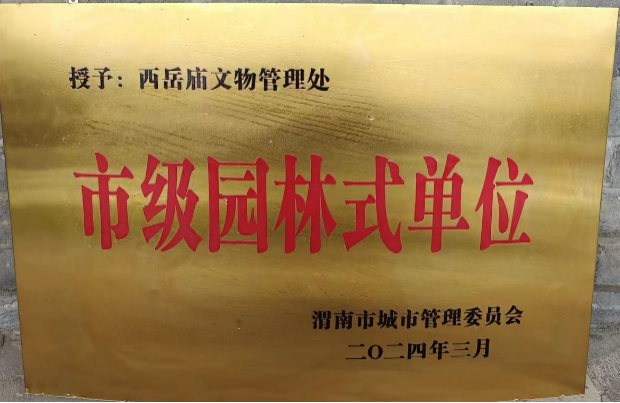 授予：西岳庙文物管理处
市级园林式单位
渭南市城市管理委员会
二〇二四年三月